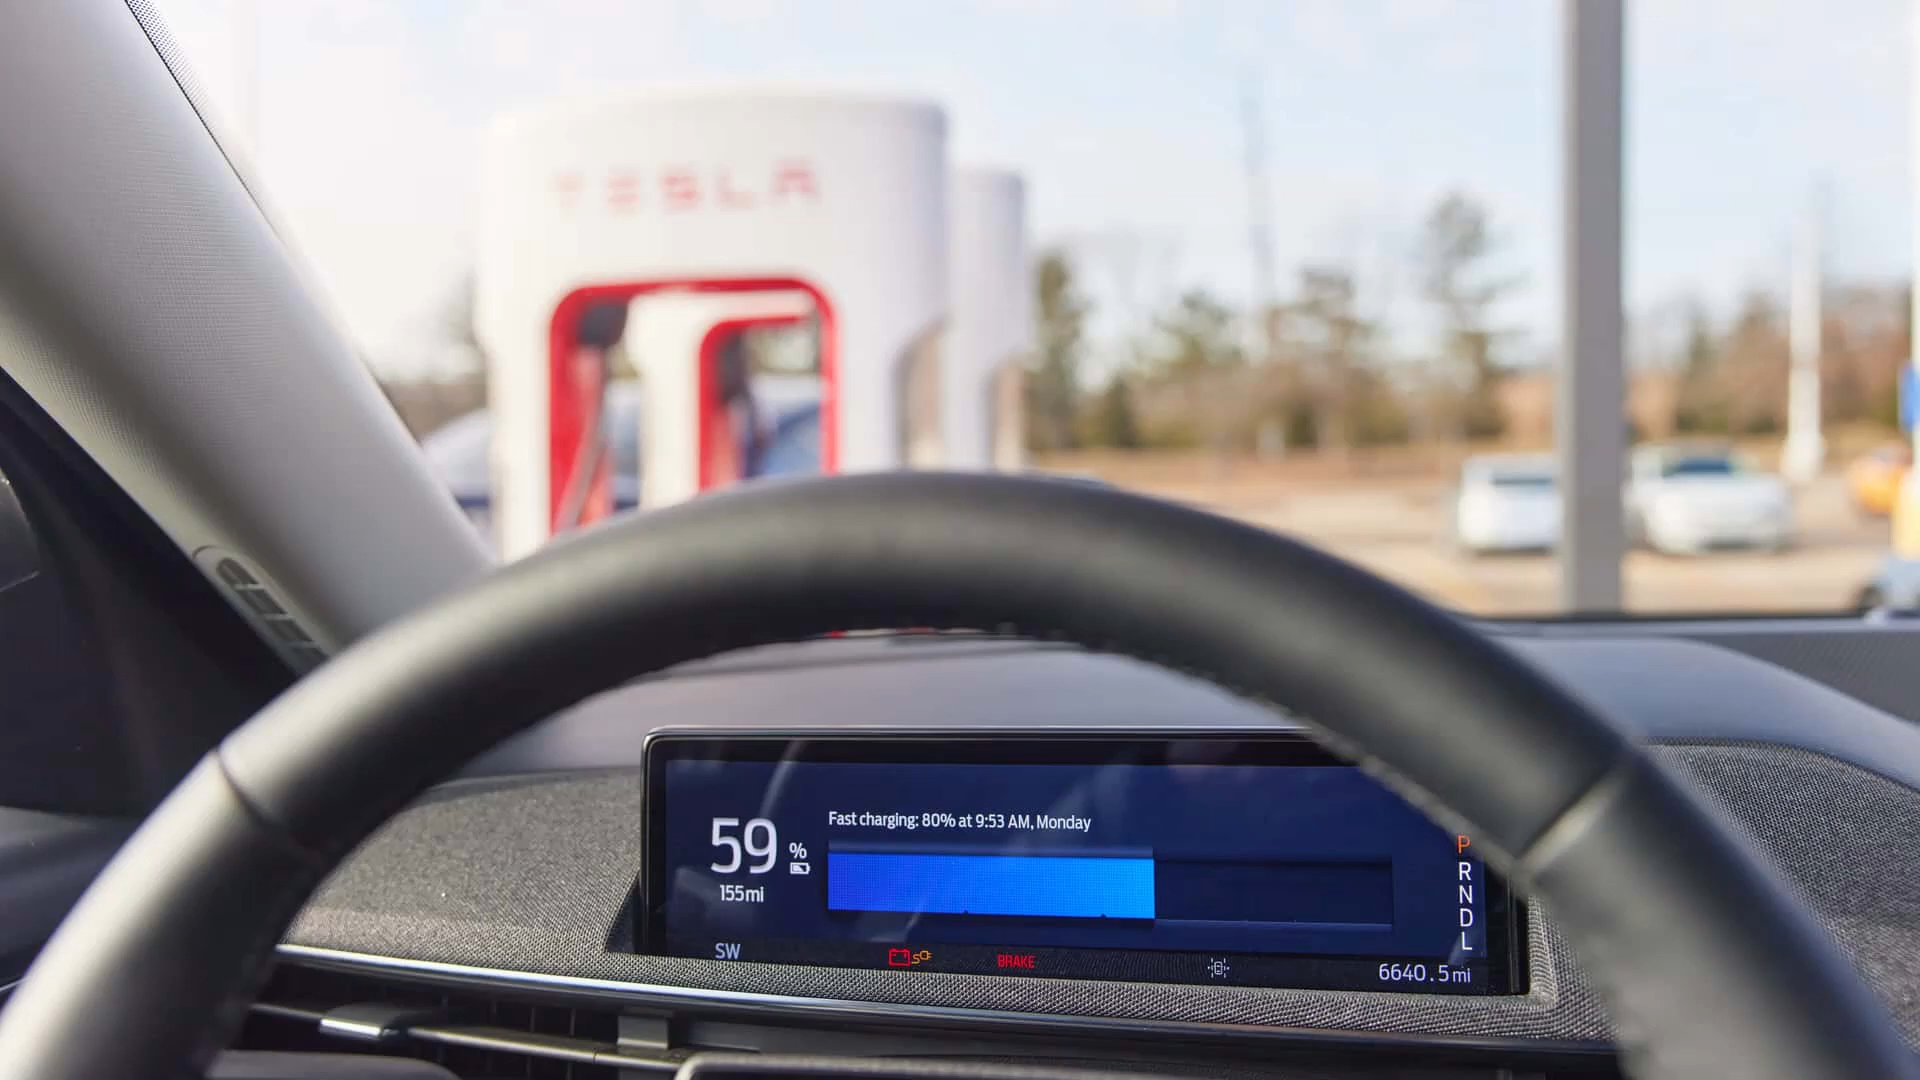 TESLA
Fast charging: 80% at 9:53 AM, Monday
59 %
155mi
P
R
N
D
L
SW
BRAKE
6640.5mi